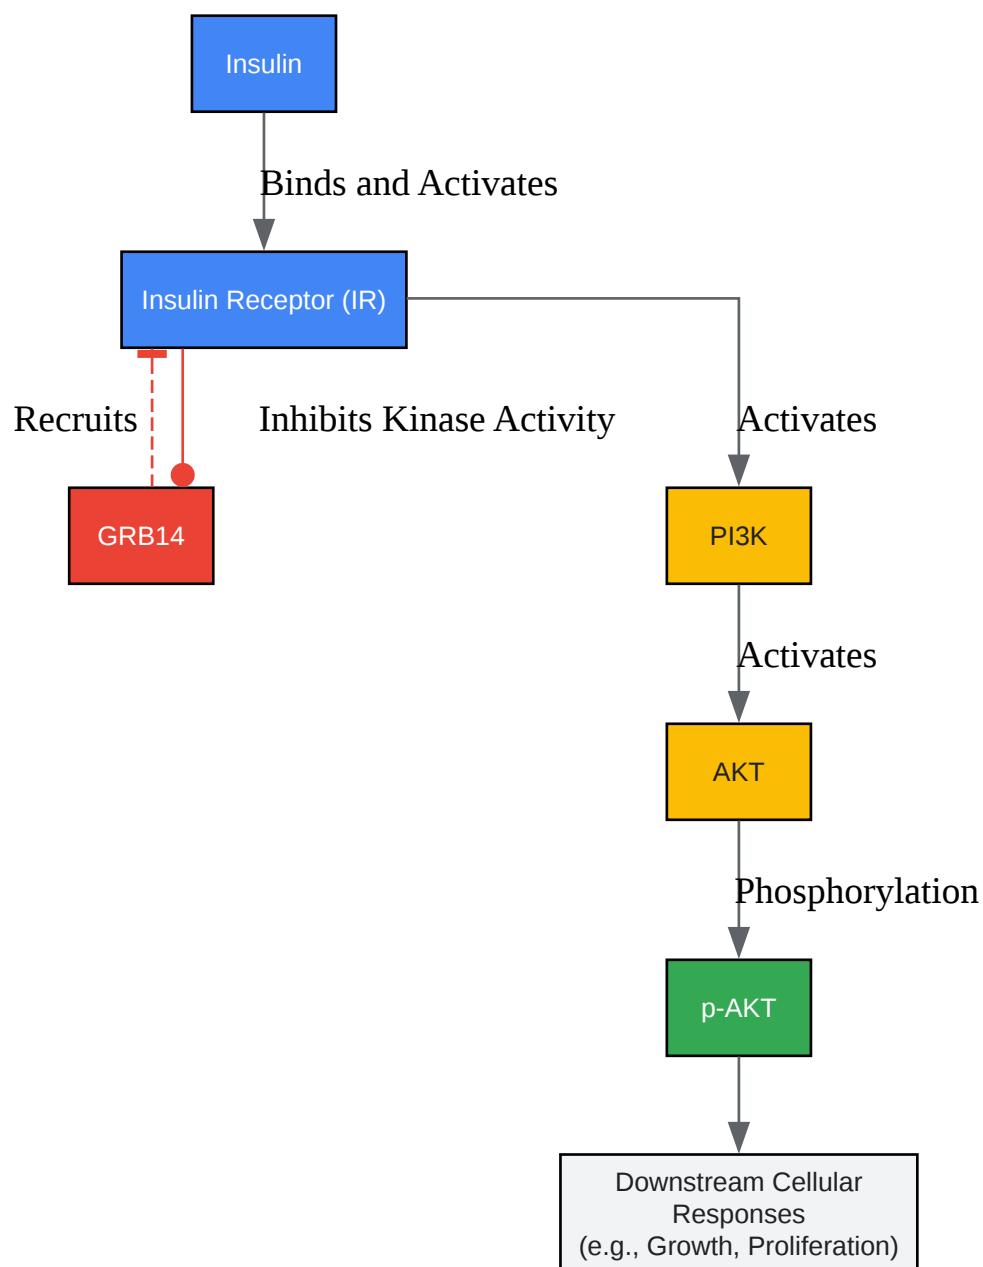 Insulin
Binds and Activates
Insulin Receptor (IR)
Recruits
Inhibits Kinase Activity
Activates
GRB14
PI3K
Activates
AKT
Phosphorylation
p-AKT
Downstream Cellular
Responses
(e.g., Growth, Proliferation)